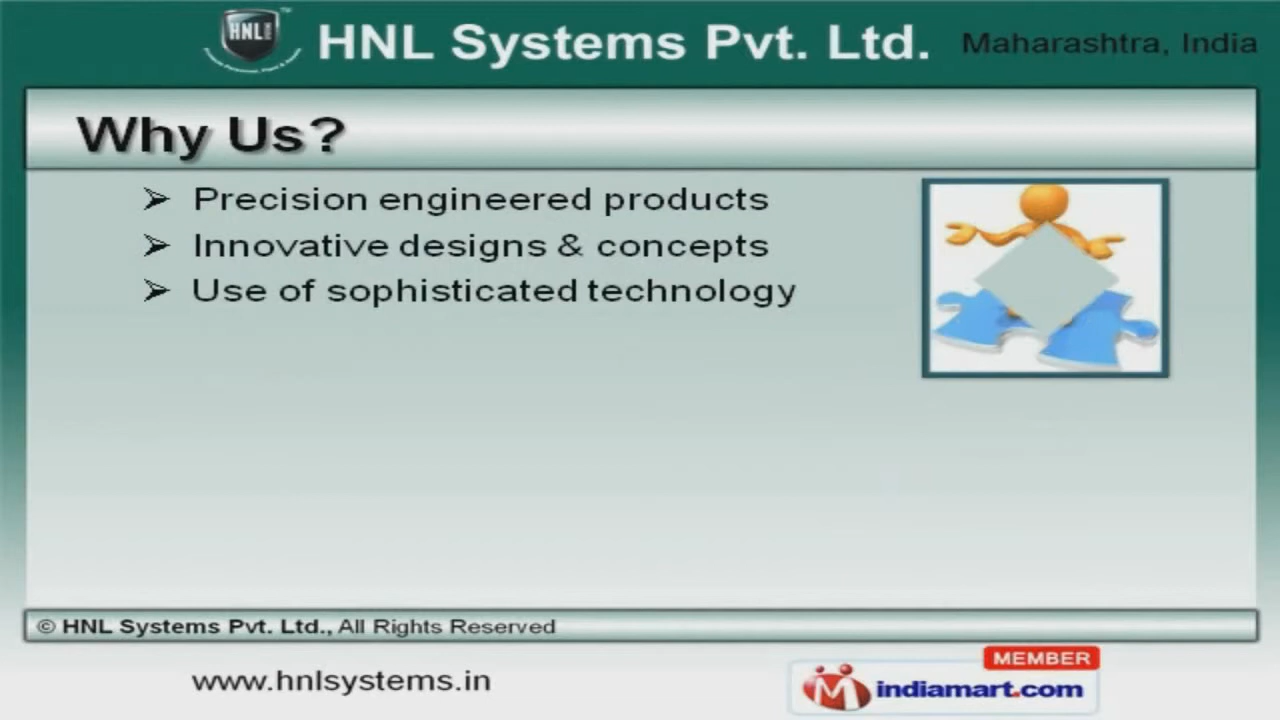 HNL
HNL Systems Pvt. Ltd.
Maharashtra, India
Why Us?
➢ Precision engineered products
➢ Innovative designs & concepts
➢ Use of sophisticated technology
© HNL Systems Pvt. Ltd., All Rights Reserved
www.hnlsystems.in
MEMBER
indiamart.com